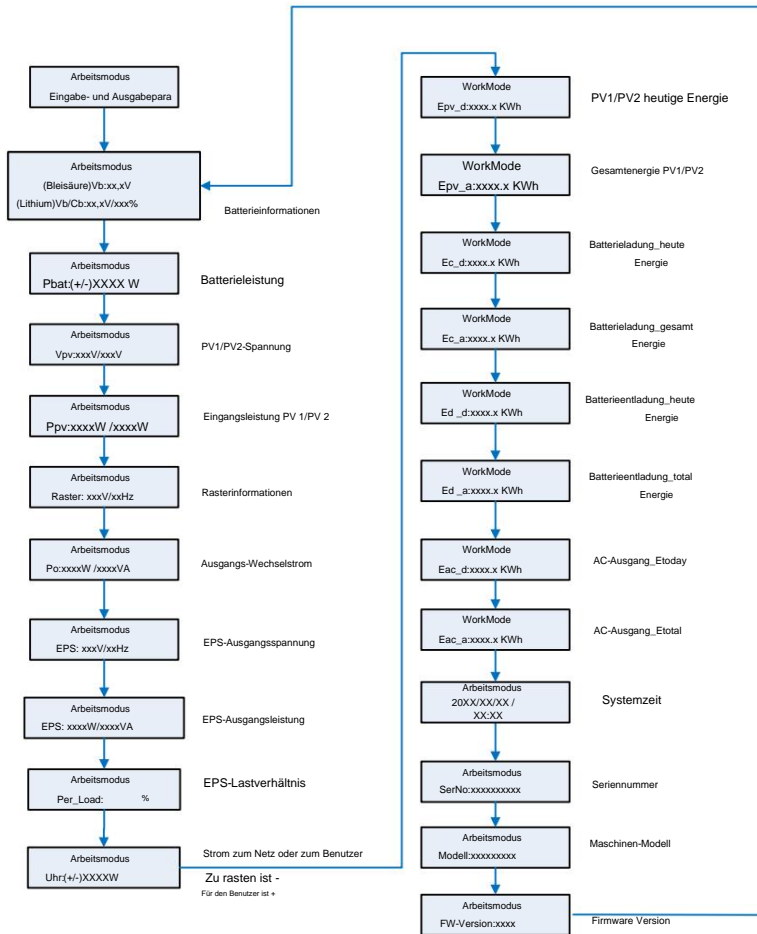 Arbeitsmodus
Eingabe- und Ausgabepara
Arbeitsmodus
(Bleisäure)Vb:xx,xV
(Lithium)Vb/Cb:xx,xV/xxx%
Batterieinformationen
Arbeitsmodus
Pbat:(+/-)XXXX W
Batterieleistung
Arbeitsmodus
Vpv:xxxV/xxxV
PV1/PV2-Spannung
Arbeitsmodus
Ppv:xxxxW /xxxxW
Eingangsleistung PV 1/PV 2
Arbeitsmodus
Raster: xxxV/xxHz
Rasterinformationen
Arbeitsmodus
Po:xxxxW /xxxxVA
Ausgangs-Wechselstrom
Arbeitsmodus
EPS: xxxV/xxHz
EPS-Ausgangsspannung
Arbeitsmodus
EPS: xxxxW/xxxxVA
EPS-Ausgangsleistung
Arbeitsmodus
Per_Load: %
EPS-Lastverhältnis
Arbeitsmodus
Uhr:(+/-)XXXXW
Strom zum Netz oder zum Benutzer
Zu rasten ist -
Für den Benutzer ist +
WorkMode
Epv_d:xxxx.x KWh
PV1/PV2 heutige Energie
WorkMode
Epv_a:xxxx.x KWh
Gesamtenergie PV1/PV2
WorkMode
Ec_d:xxxx.x KWh
Batterieladung_heute
Energie
WorkMode
Ec_a:xxxx.x KWh
Batterieladung_gesamt
Energie
WorkMode
Ed _d:xxxx.x KWh
Batterieentladung_heute
Energie
WorkMode
Ed _a:xxxx.x KWh
Batterieentladung_total
Energie
WorkMode
Eac_d:xxxx.x KWh
AC-Ausgang_Etoday
WorkMode
Eac_a:xxxx.x KWh
AC-Ausgang_Etotal
Arbeitsmodus
20XX/XX/XX /
XX:XX
Systemzeit
Arbeitsmodus
SerNo:xxxxxxxxxx
Seriennummer
Arbeitsmodus
Modell:xxxxxxxxx
Maschinen-Modell
Arbeitsmodus
FW-Version:xxxx
Firmware Version